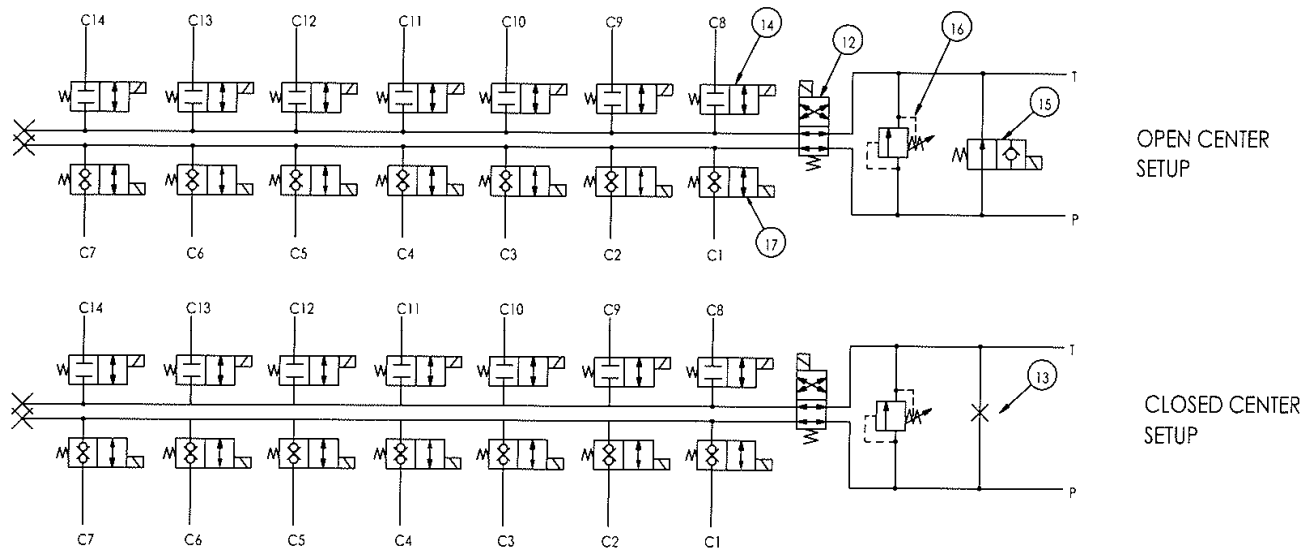 C14 C13 C12 C11 C10 C9 C8
14
12
16
T
15
OPEN CENTER
SETUP
17
P
C7 C6 C5 C4 C3 C2 C1
C14 C13 C12 C11 C10 C9 C8
T
13
CLOSED CENTER
SETUP
P
C7 C6 C5 C4 C3 C2 C1